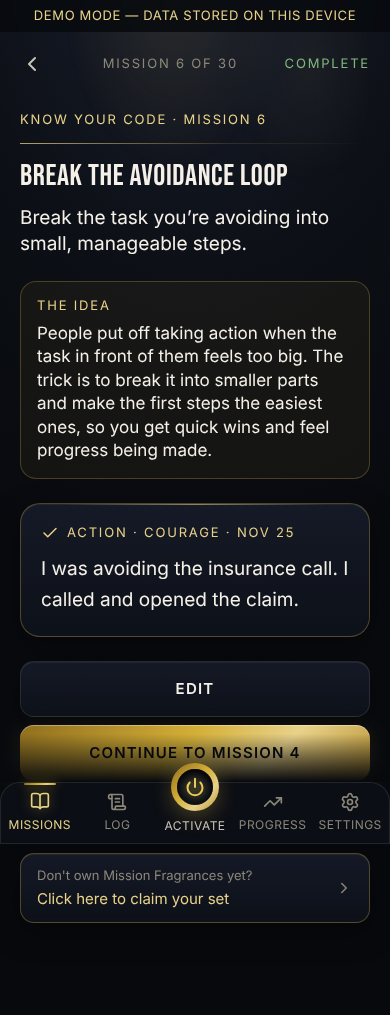 DEMO MODE — DATA STORED ON THIS DEVICE
MISSION 6 OF 30
COMPLETE
KNOW YOUR CODE · MISSION 6
BREAK THE AVOIDANCE LOOP
Break the task you’re avoiding into
small, manageable steps.
THE IDEA
People put off taking action when the
task in front of them feels too big. The
trick is to break it into smaller parts
and make the first steps the easiest
ones, so you get quick wins and feel
progress being made.
ACTION · COURAGE · NOV 25
I was avoiding the insurance call. I
called and opened the claim.
EDIT
CONTINUE TO MISSION 4
MISSIONS
LOG
ACTIVATE
PROGRESS
SETTINGS
Don't own Mission Fragrances yet?
Click here to claim your set